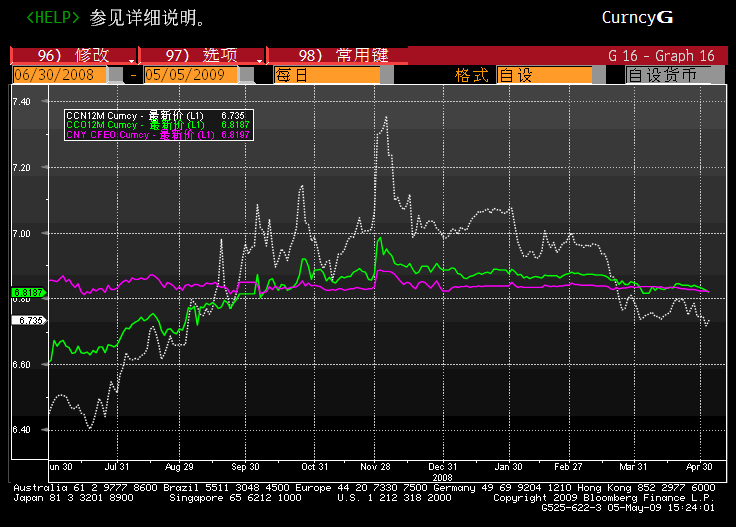 <HELP> 参见详细说明。 CurncyG
96) 修改 97) 选项 98) 常用键 G 16 - Graph 16
06/30/2008 - 05/05/2009 每日 格式 自设 自设货币
7.40
CCN12M Curncy - 最新价 (L1) 6.735
CCO12M Curncy - 最新价 (L1) 6.8187
CNY CFEO Curncy - 最新价 (L1) 6.8197
7.20
7.00
6.8187
6.80
6.735
6.60
6.40
un 30 Jul 31 Aug 29 Sep 30 Oct 31 Nov 28 Dec 31 Jan 30 Feb 27 Mar 31 Apr 30
2008
Australia 61 2 9777 8600 Brazil 5511 3048 4500 Europe 44 20 7330 7500 Germany 49 69 9204 1210 Hong Kong 852 2977 6000
Japan 81 3 3201 8900 Singapore 65 6212 1000 U.S. 1 212 318 2000 Copyright 2009 Bloomberg Finance L.P.
G525-622-3 05-May-09 15:24:01